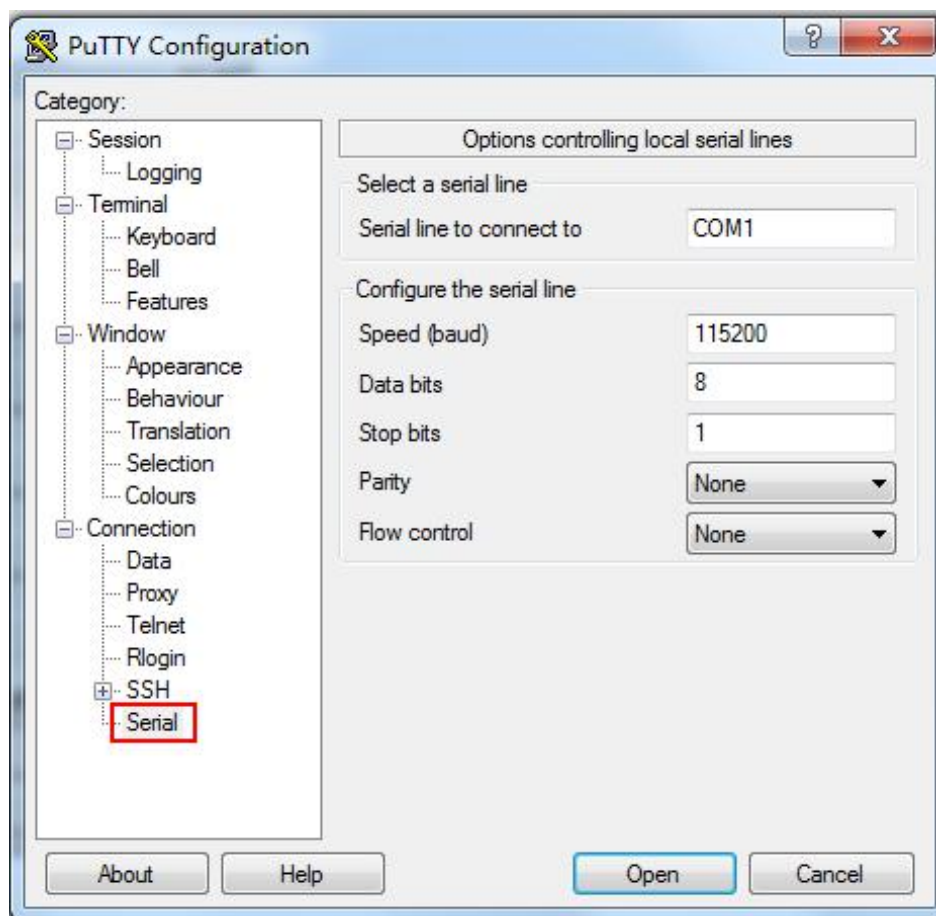 PuTTY Configuration
Category:
Session
Logging
Terminal
Keyboard
Bell
Features
Window
Appearance
Behaviour
Translation
Selection
Colours
Connection
Data
Proxy
Telnet
Rlogin
SSH
Serial
Options controlling local serial lines
Select a serial line
Serial line to connect to COM1
Configure the serial line
Speed (baud) 115200
Data bits 8
Stop bits 1
Parity None
Flow control None
About Help Open Cancel